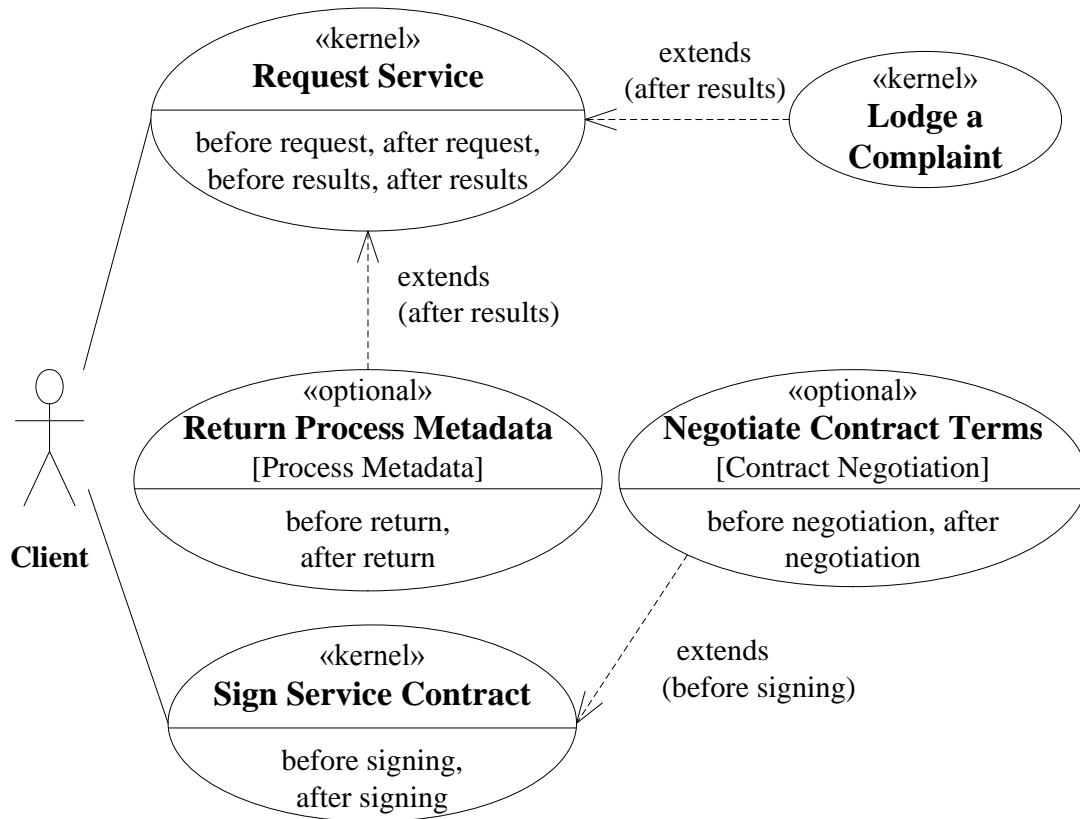 «kernel»
Request Service
before request, after request,
before results, after results
extends
(after results)
«kernel»
Lodge a
Complaint
extends
(after results)
«optional»
Return Process Metadata
[Process Metadata]
before return,
after return
«optional»
Negotiate Contract Terms
[Contract Negotiation]
before negotiation, after
negotiation
Client
extends
(before signing)
«kernel»
Sign Service Contract
before signing,
after signing